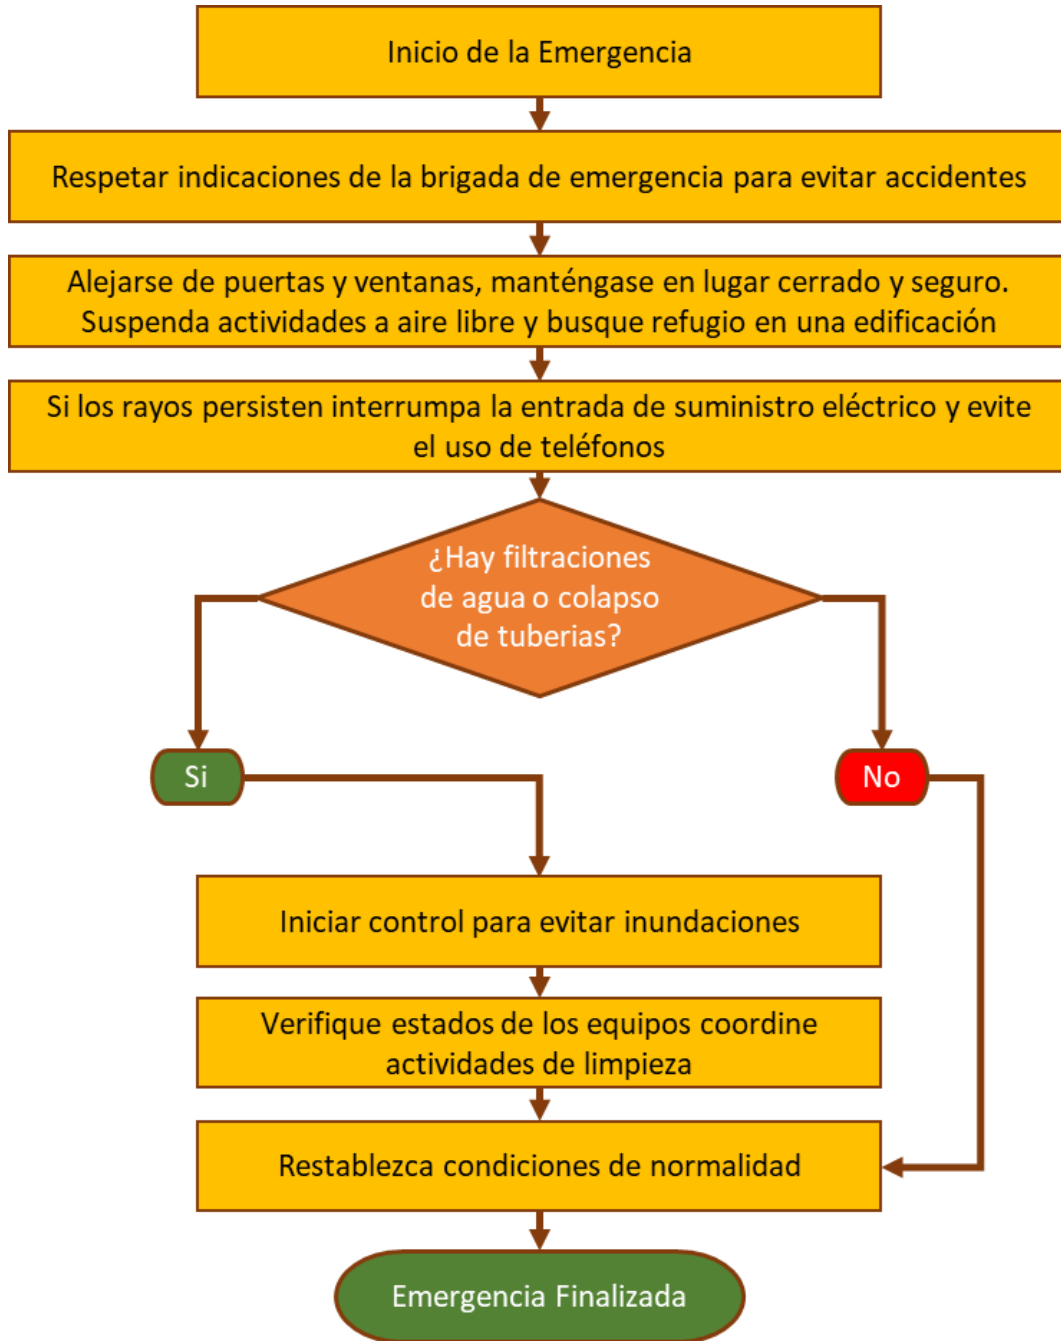 Inicio de la Emergencia
Respetar indicaciones de la brigada de emergencia para evitar accidentes
Alejarse de puertas y ventanas, manténgase en lugar cerrado y seguro.
Suspenda actividades a aire libre y busque refugio en una edificación
Si los rayos persisten interrumpa la entrada de suministro eléctrico y evite
el uso de teléfonos
¿Hay filtraciones
de agua o colapso
de tuberias?
Si
No
Iniciar control para evitar inundaciones
Verifique estados de los equipos coordine
actividades de limpieza
Restablezca condiciones de normalidad
Emergencia Finalizada